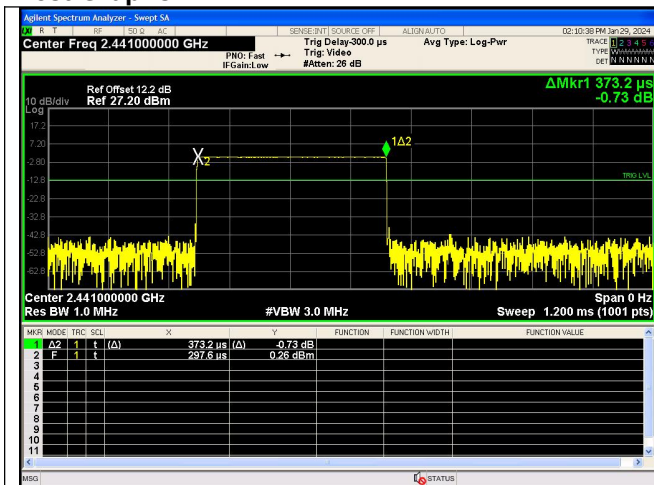 Agilent Spectrum Analyzer - Swept SA
R T RF 50 Ω AC SENSE:INT SOURCE OFF ALIGN AUTO 02:10:38 PM Jan 29, 2024
Center Freq 2.441000000 GHz
PNO: Fast
IFGain:Low
Trig Delay-300.0 µs
Trig: Video
#Atten: 26 dB
Avg Type: Log-Pwr
TRACE 1 2 3 4 5 6
TYPE
DET N N N N N N
ΔMkr1 373.2 µs
-0.73 dB
Ref Offset 12.2 dB
10 dB/div Ref 27.20 dBm
Log
17.2
7.20
-2.80
-12.8
-22.8
-32.8
-42.8
-52.8
-62.8
X2
1Δ2
TRIG LVL
Center 2.441000000 GHz Span 0 Hz
Res BW 1.0 MHz #VBW 3.0 MHz Sweep 1.200 ms (1001 pts)
MKR MODE TRC SCL X Y FUNCTION FUNCTION WIDTH FUNCTION VALUE
1 Δ2 1 t (Δ) 373.2 µs (Δ) -0.73 dB
2 F 1 t 297.6 µs 0.26 dBm
3
4
5
6
7
8
9
10
11
MSG STATUS